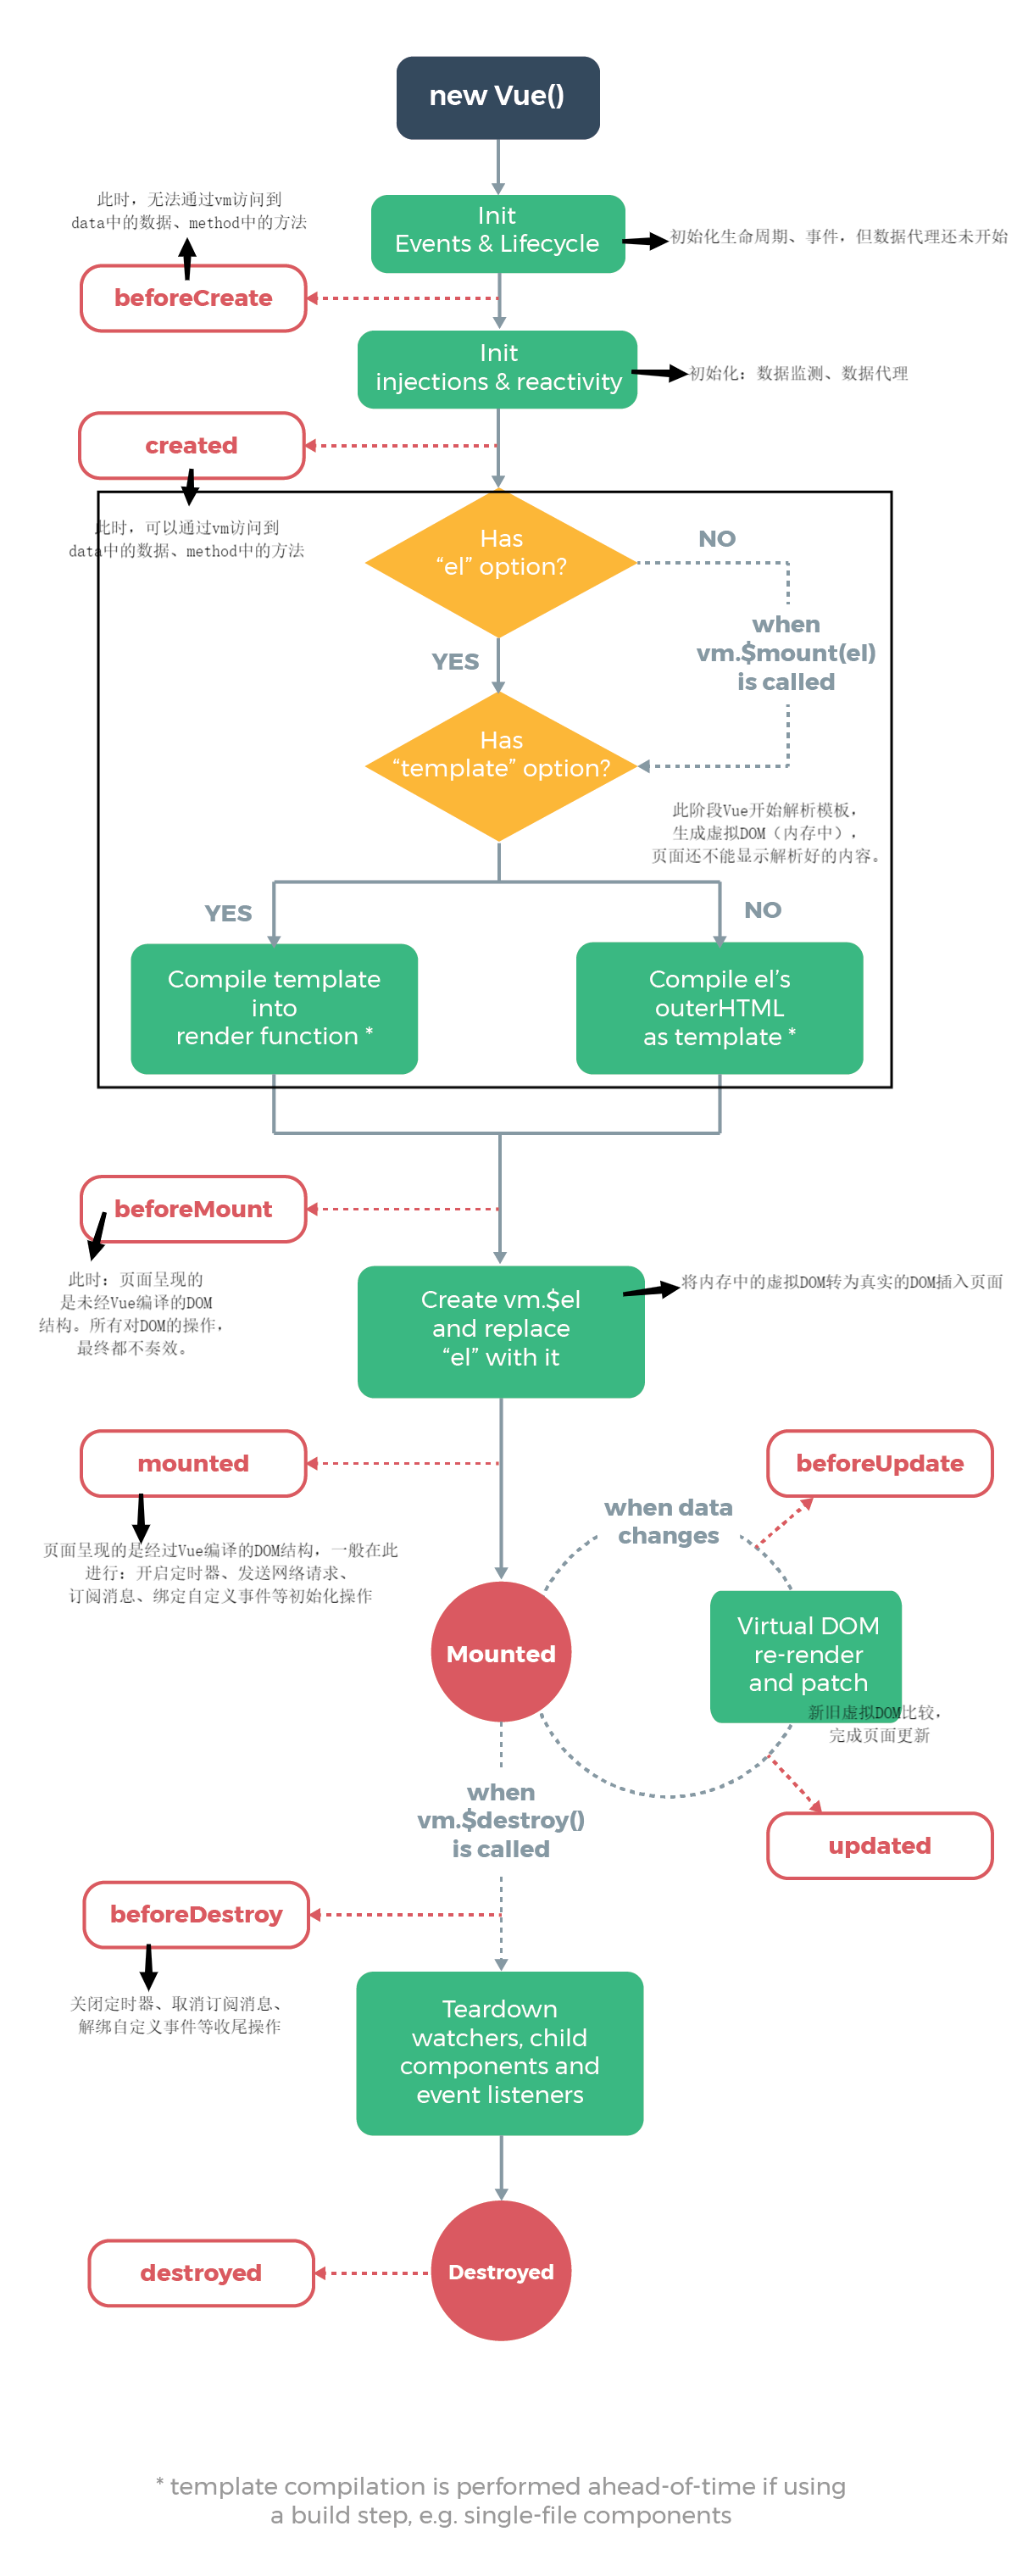 new Vue()
此时，无法通过vm访问到
data中的数据、method中的方法
Init
Events & Lifecycle
初始化生命周期、事件，但数据代理还未开始
beforeCreate
Init
injections & reactivity
初始化：数据监测、数据代理
created
此时，可以通过vm访问到
data中的数据、method中的方法
Has
“el” option?
NO
when
vm.$mount(el)
is called
YES
Has
“template” option?
此阶段Vue开始解析模板，
生成虚拟DOM（内存中），
页面还不能显示解析好的内容。
YES
NO
Compile template
into
render function *
Compile el’s
outerHTML
as template *
beforeMount
此时：页面呈现的
是未经Vue编译的DOM
结构。所有对DOM的操作，
最终都不奏效。
Create vm.$el
and replace
“el” with it
将内存中的虚拟DOM转为真实的DOM插入页面
mounted
页面呈现的是经过Vue编译的DOM结构，一般在此
进行：开启定时器、发送网络请求、
订阅消息、绑定自定义事件等初始化操作
beforeUpdate
when data
changes
Mounted
Virtual DOM
re-render
and patch
新旧虚拟DOM比较，
完成页面更新
when
vm.$destroy()
is called
updated
beforeDestroy
关闭定时器、取消订阅消息、
解绑自定义事件等收尾操作
Teardown
watchers, child
components and
event listeners
destroyed
Destroyed
* template compilation is performed ahead-of-time if using
a build step, e.g. single-file components